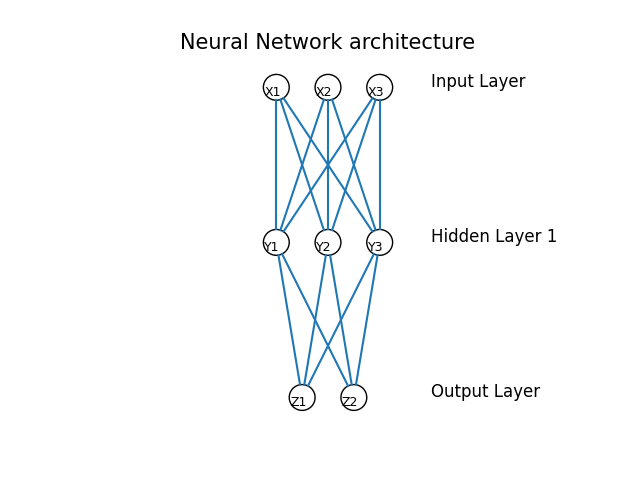 Neural Network architecture
X1 X2 X3 Input Layer
Y1 Y2 Y3 Hidden Layer 1
Z1 Z2 Output Layer